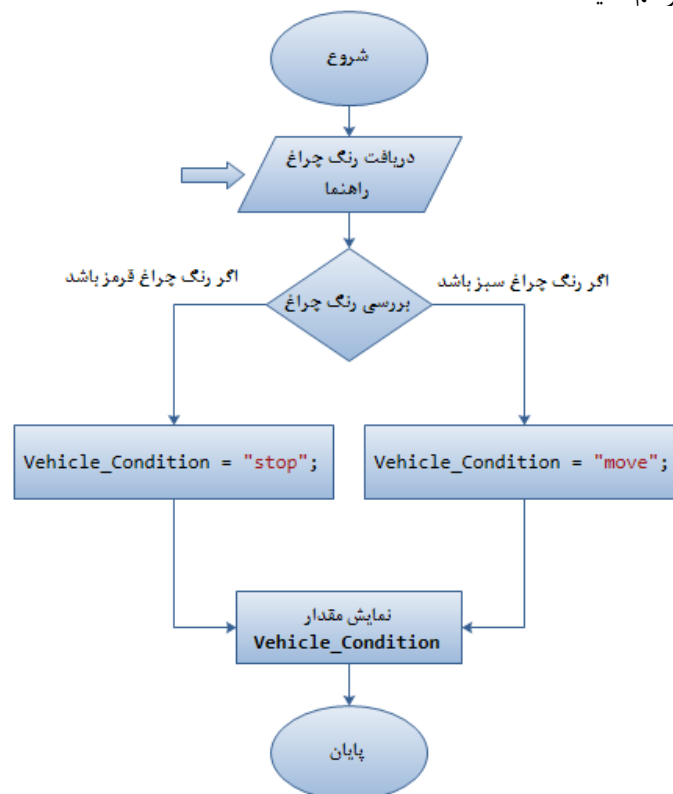 شروع
دریافت رنگ چراغ
راهنما
اگر رنگ چراغ سبز باشد
بررسی رنگ چراغ
اگر رنگ چراغ قرمز باشد
Vehicle_Condition = "stop";
Vehicle_Condition = "move";
نمایش مقدار
Vehicle_Condition
پایان